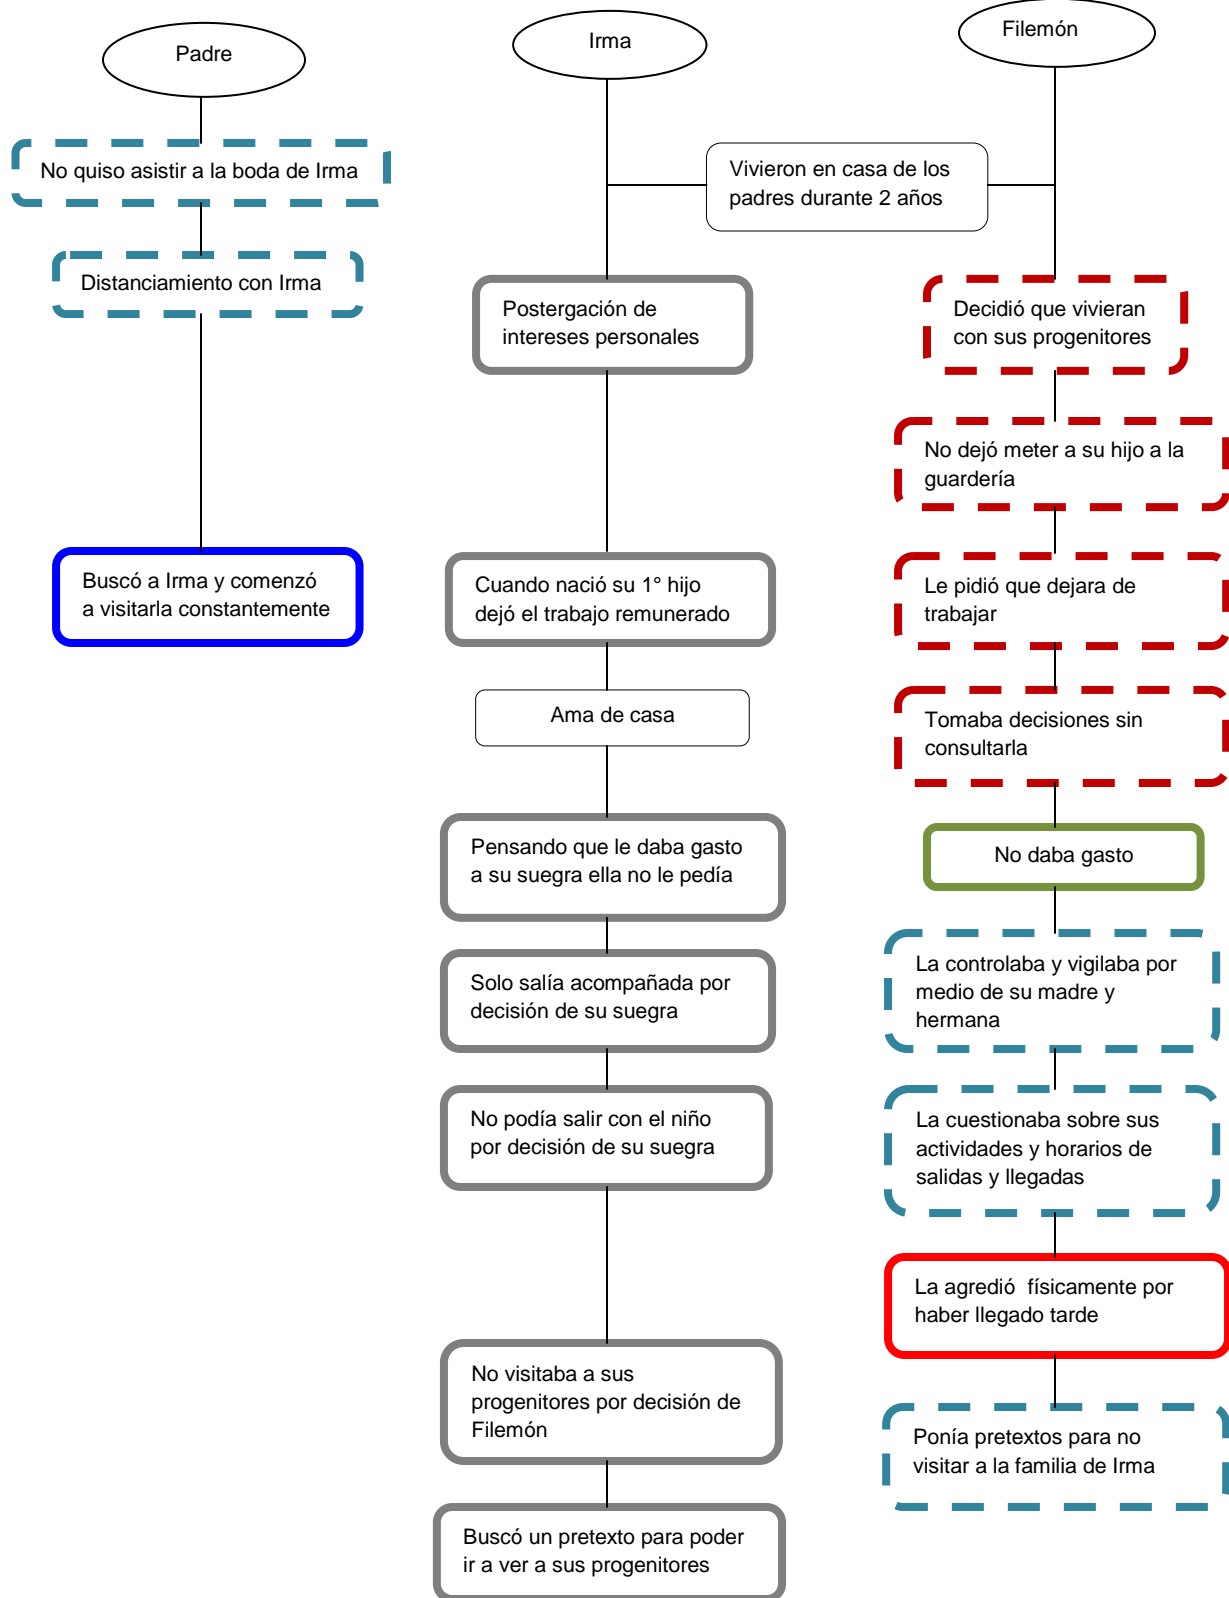 Padre
No quiso asistir a la boda de Irma
Distanciamiento con Irma
Buscó a Irma y comenzó
a visitarla constantemente
Irma
Vivieron en casa de los
padres durante 2 años
Postergación de
intereses personales
Cuando nació su 1° hijo
dejó el trabajo remunerado
Ama de casa
Pensando que le daba gasto
a su suegra ella no le pedía
Solo salía acompañada por
decisión de su suegra
No podía salir con el niño
por decisión de su suegra
No visitaba a sus
progenitores por decisión de
Filemón
Buscó un pretexto para poder
ir a ver a sus progenitores
Filemón
Decidió que vivieran
con sus progenitores
No dejó meter a su hijo a la
guardería
Le pidió que dejara de
trabajar
Tomaba decisiones sin
consultarla
No daba gasto
La controlaba y vigilaba por
medio de su madre y
hermana
La cuestionaba sobre sus
actividades y horarios de
salidas y llegadas
La agredió  físicamente por
haber llegado tarde
Ponía pretextos para no
visitar a la familia de Irma